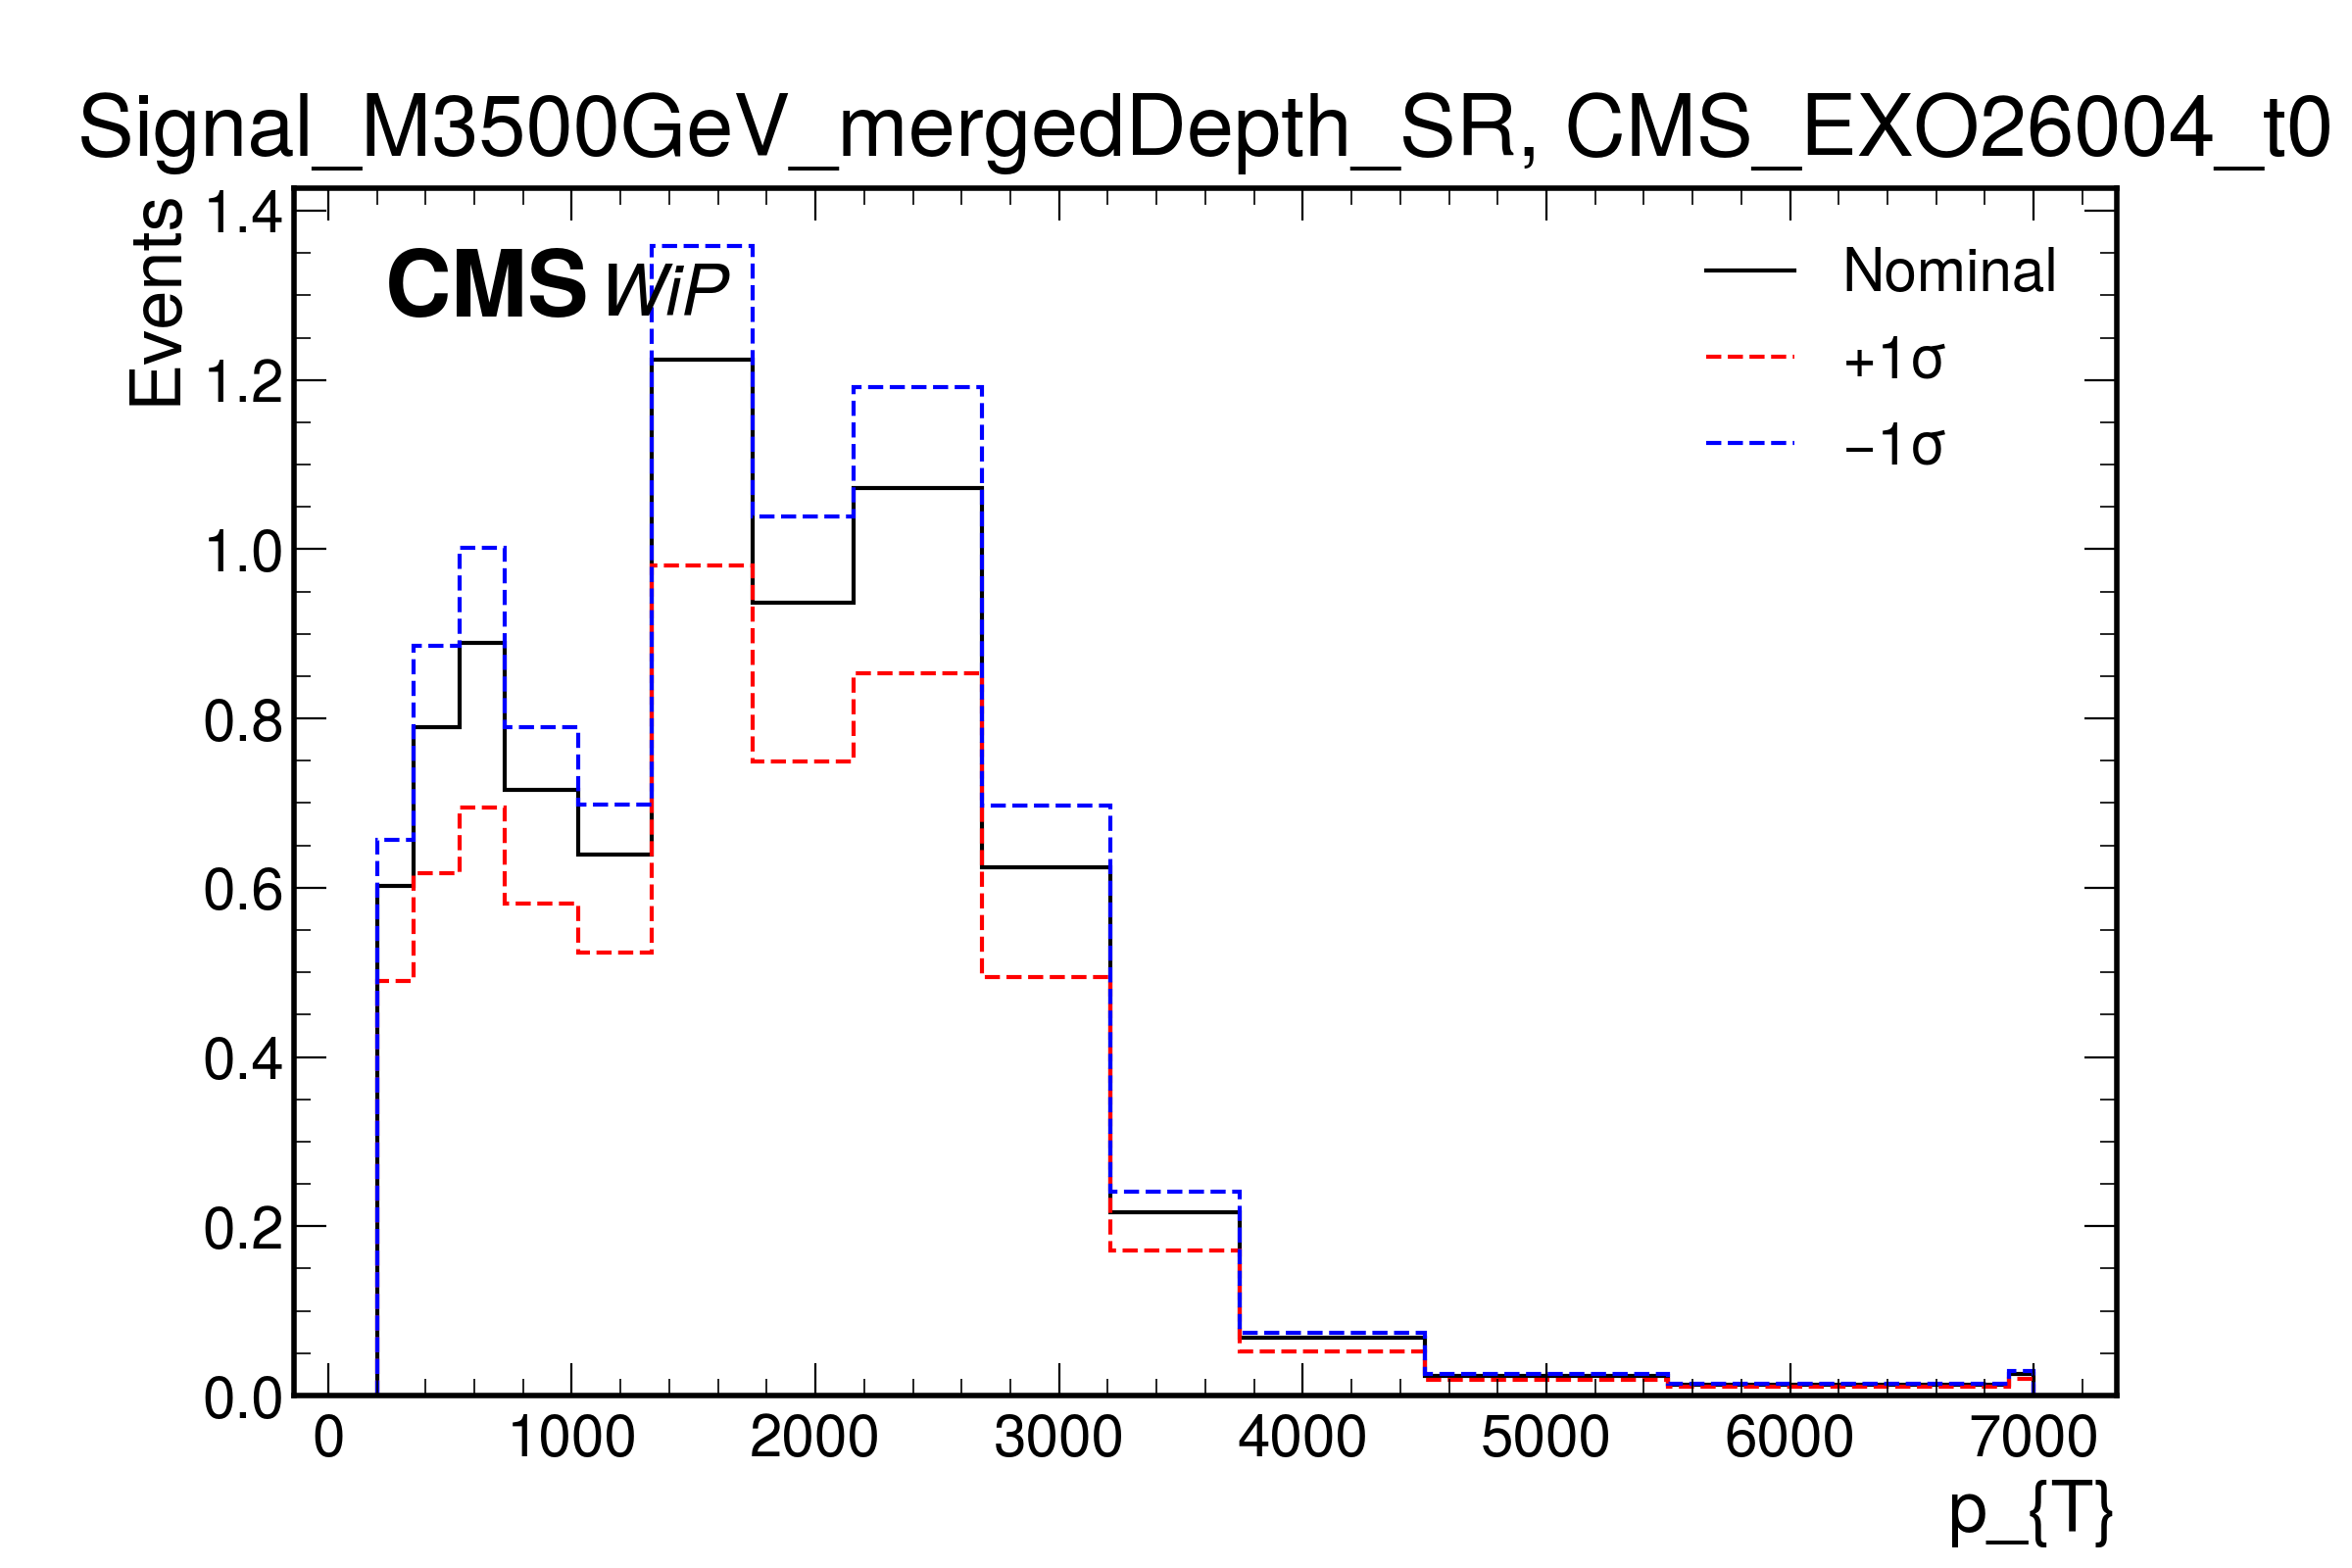 Signal_M3500GeV_mergedDepth_SR, CMS_EXO26004_t0
Events
CMS WiP
Nominal
+1σ
−1σ
1.4
1.2
1.0
0.8
0.6
0.4
0.2
0.0
0 1000 2000 3000 4000 5000 6000 7000
p_{T}